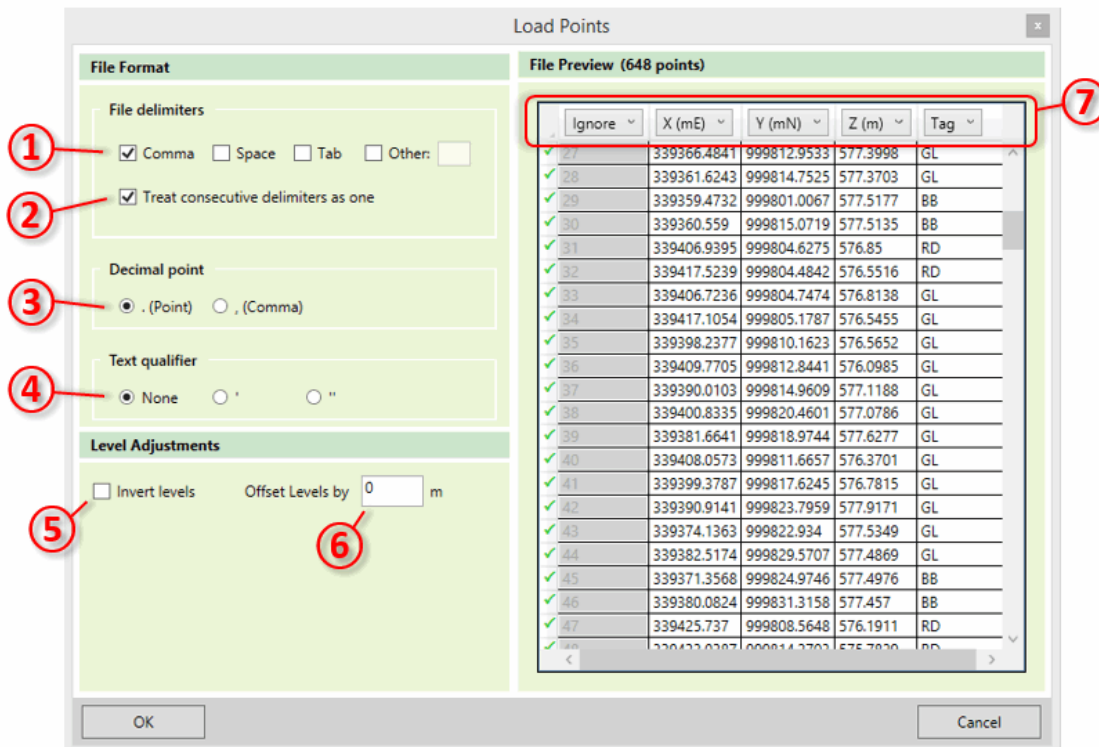 Load Points
x
File Format
File delimiters
1
Comma Space Tab Other:
2
Treat consecutive delimiters as one
Decimal point
3
. (Point) , (Comma)
Text qualifier
4
None ' "
Level Adjustments
Invert levels Offset Levels by 0 m
5
6
File Preview (648 points)
7
Ignore X (mE) Y (mN) Z (m) Tag
27 339366.4841 999812.9533 577.3998 GL
28 339361.6243 999814.7525 577.3703 GL
29 339359.4732 999801.0067 577.5177 BB
30 339360.559 999815.0719 577.5135 BB
31 339406.9395 999804.6275 576.85 RD
32 339417.5239 999804.4842 576.5516 RD
33 339406.7236 999804.7474 576.8138 GL
34 339417.1054 999805.1787 576.5455 GL
35 339398.2377 999810.1623 576.5652 GL
36 339409.7705 999812.8441 576.0985 GL
37 339390.0103 999814.9609 577.1188 GL
38 339400.8335 999820.4601 577.0786 GL
39 339381.6641 999818.9744 577.6277 GL
40 339408.0573 999811.6657 576.3701 GL
41 339399.3787 999817.6245 576.7815 GL
42 339390.9141 999823.7959 577.9171 GL
43 339374.1363 999822.934 577.5349 GL
44 339382.5174 999829.5707 577.4869 GL
45 339371.3568 999824.9746 577.4976 BB
46 339380.0824 999831.3158 577.457 BB
47 339425.737 999808.5648 576.1911 RD
OK Cancel